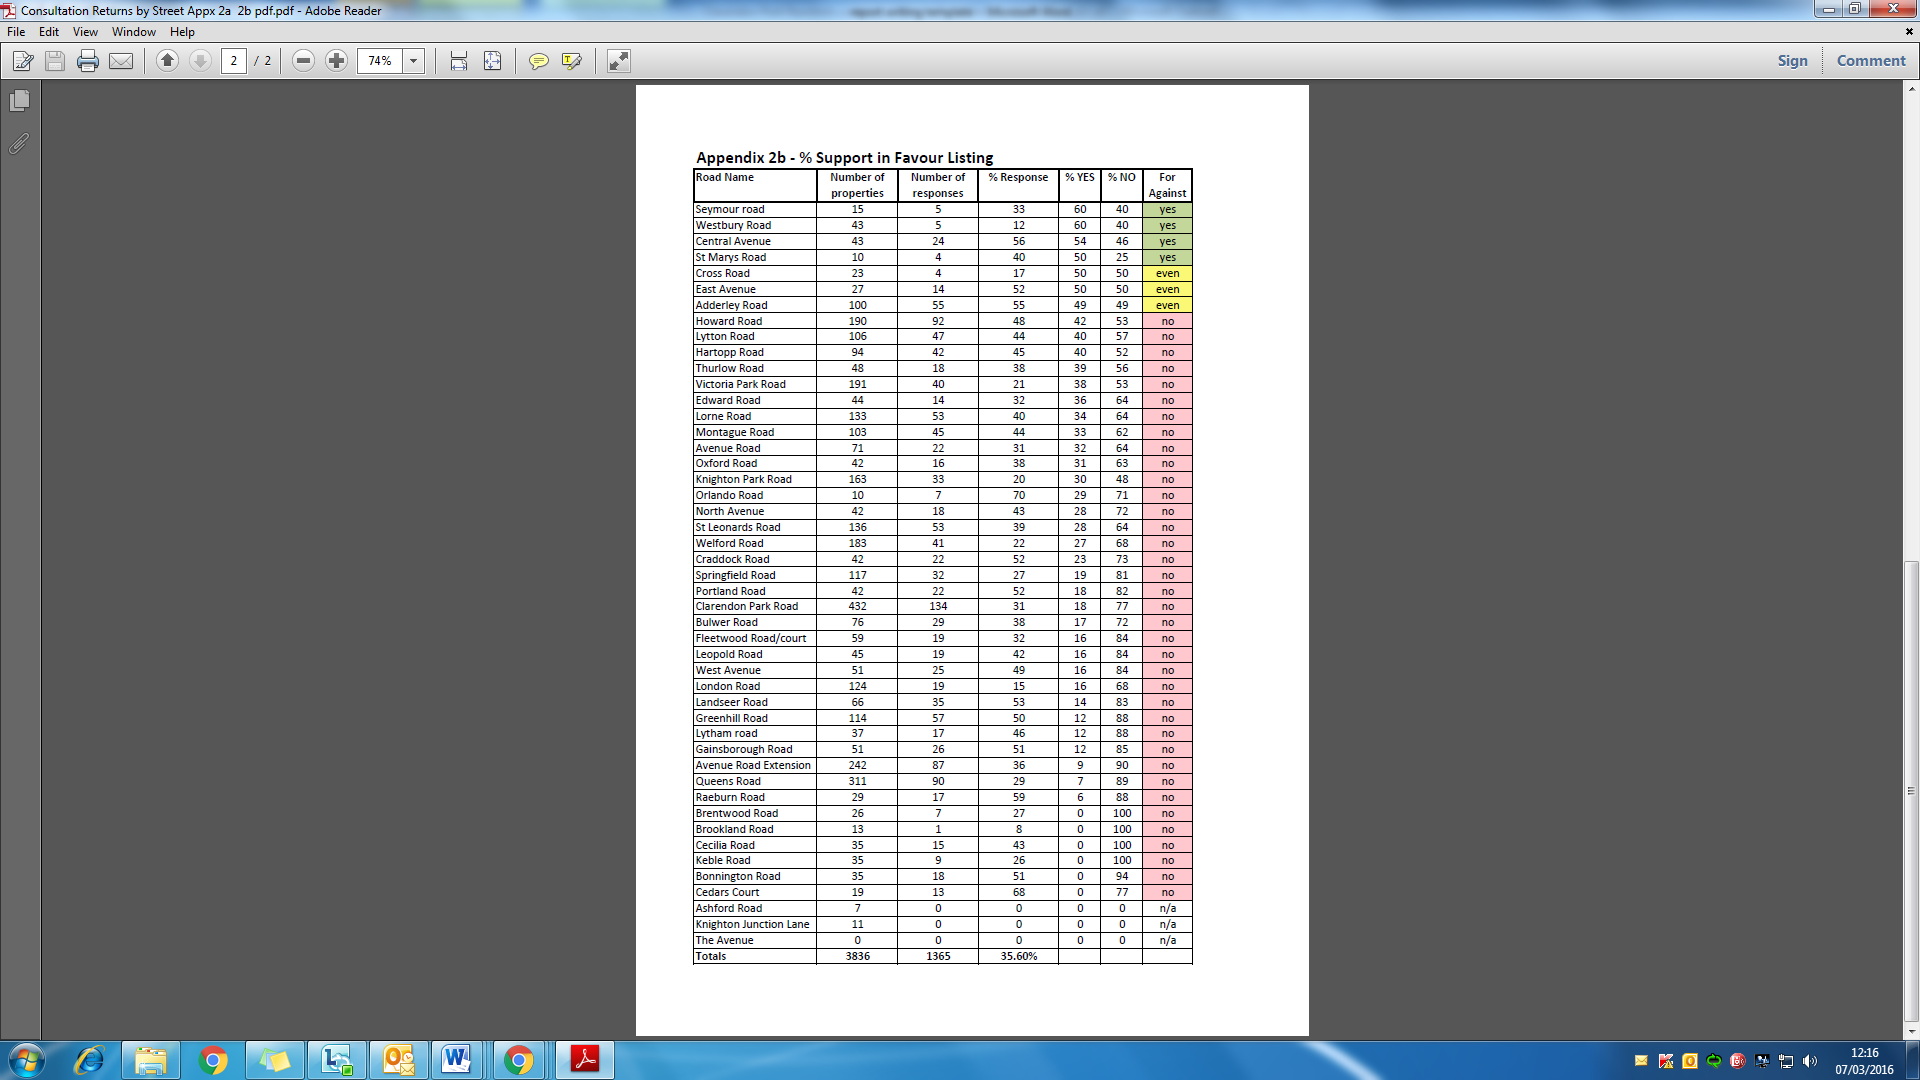 Consultation Returns by Street Appx 2a 2b pdf.pdf - Adobe Reader
File Edit View Window Help
2 / 2 74% Sign Comment
Appendix 2b - % Support in Favour Listing
Road Name Number of properties Number of responses % Response % YES % NO For Against
Seymour road 15 5 33 60 40 yes
Westbury Road 43 5 12 60 40 yes
Central Avenue 43 24 56 54 46 yes
St Marys Road 10 4 40 50 25 yes
Cross Road 23 4 17 50 50 even
East Avenue 27 14 52 50 50 even
Adderley Road 100 55 55 49 49 even
Howard Road 190 92 48 42 53 no
Lytton Road 106 47 44 40 57 no
Hartopp Road 94 42 45 40 52 no
Thurlow Road 48 18 38 39 56 no
Victoria Park Road 191 40 21 38 53 no
Edward Road 44 14 32 36 64 no
Lorne Road 133 53 40 34 64 no
Montague Road 103 45 44 33 62 no
Avenue Road 71 22 31 32 64 no
Oxford Road 42 16 38 31 63 no
Knighton Park Road 163 33 20 30 48 no
Orlando Road 10 7 70 29 71 no
North Avenue 42 18 43 28 72 no
St Leonards Road 136 53 39 28 64 no
Welford Road 183 41 22 27 68 no
Craddock Road 42 22 52 23 73 no
Springfield Road 117 32 27 19 81 no
Portland Road 42 22 52 18 82 no
Clarendon Park Road 432 134 31 18 77 no
Bulwer Road 76 29 38 17 72 no
Fleetwood Road/court 59 19 32 16 84 no
Leopold Road 45 19 42 16 84 no
West Avenue 51 25 49 16 84 no
London Road 124 19 15 16 68 no
Landseer Road 66 35 53 14 83 no
Greenhill Road 114 57 50 12 88 no
Lytham road 37 17 46 12 88 no
Gainsborough Road 51 26 51 12 85 no
Avenue Road Extension 242 87 36 9 90 no
Queens Road 311 90 29 7 89 no
Raeburn Road 29 17 59 6 88 no
Brentwood Road 26 7 27 0 100 no
Brookland Road 13 1 8 0 100 no
Cecilia Road 35 15 43 0 100 no
Keble Road 35 9 26 0 100 no
Bonnington Road 35 18 51 0 94 no
Cedars Court 19 13 68 0 77 no
Ashford Road 7 0 0 0 0 n/a
Knighton Junction Lane 11 0 0 0 0 n/a
The Avenue 0 0 0 0 0 n/a
Totals 3836 1365 35.60%
12:16
07/03/2016